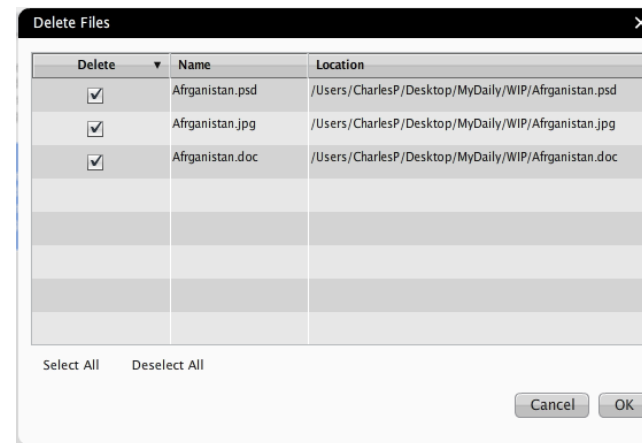 Delete Files
Delete Name Location
Afrganistan.psd /Users/CharlesP/Desktop/MyDaily/WIP/Afrganistan.psd
Afrganistan.jpg /Users/CharlesP/Desktop/MyDaily/WIP/Afrganistan.jpg
Afrganistan.doc /Users/CharlesP/Desktop/MyDaily/WIP/Afrganistan.doc
Select All Deselect All
Cancel OK